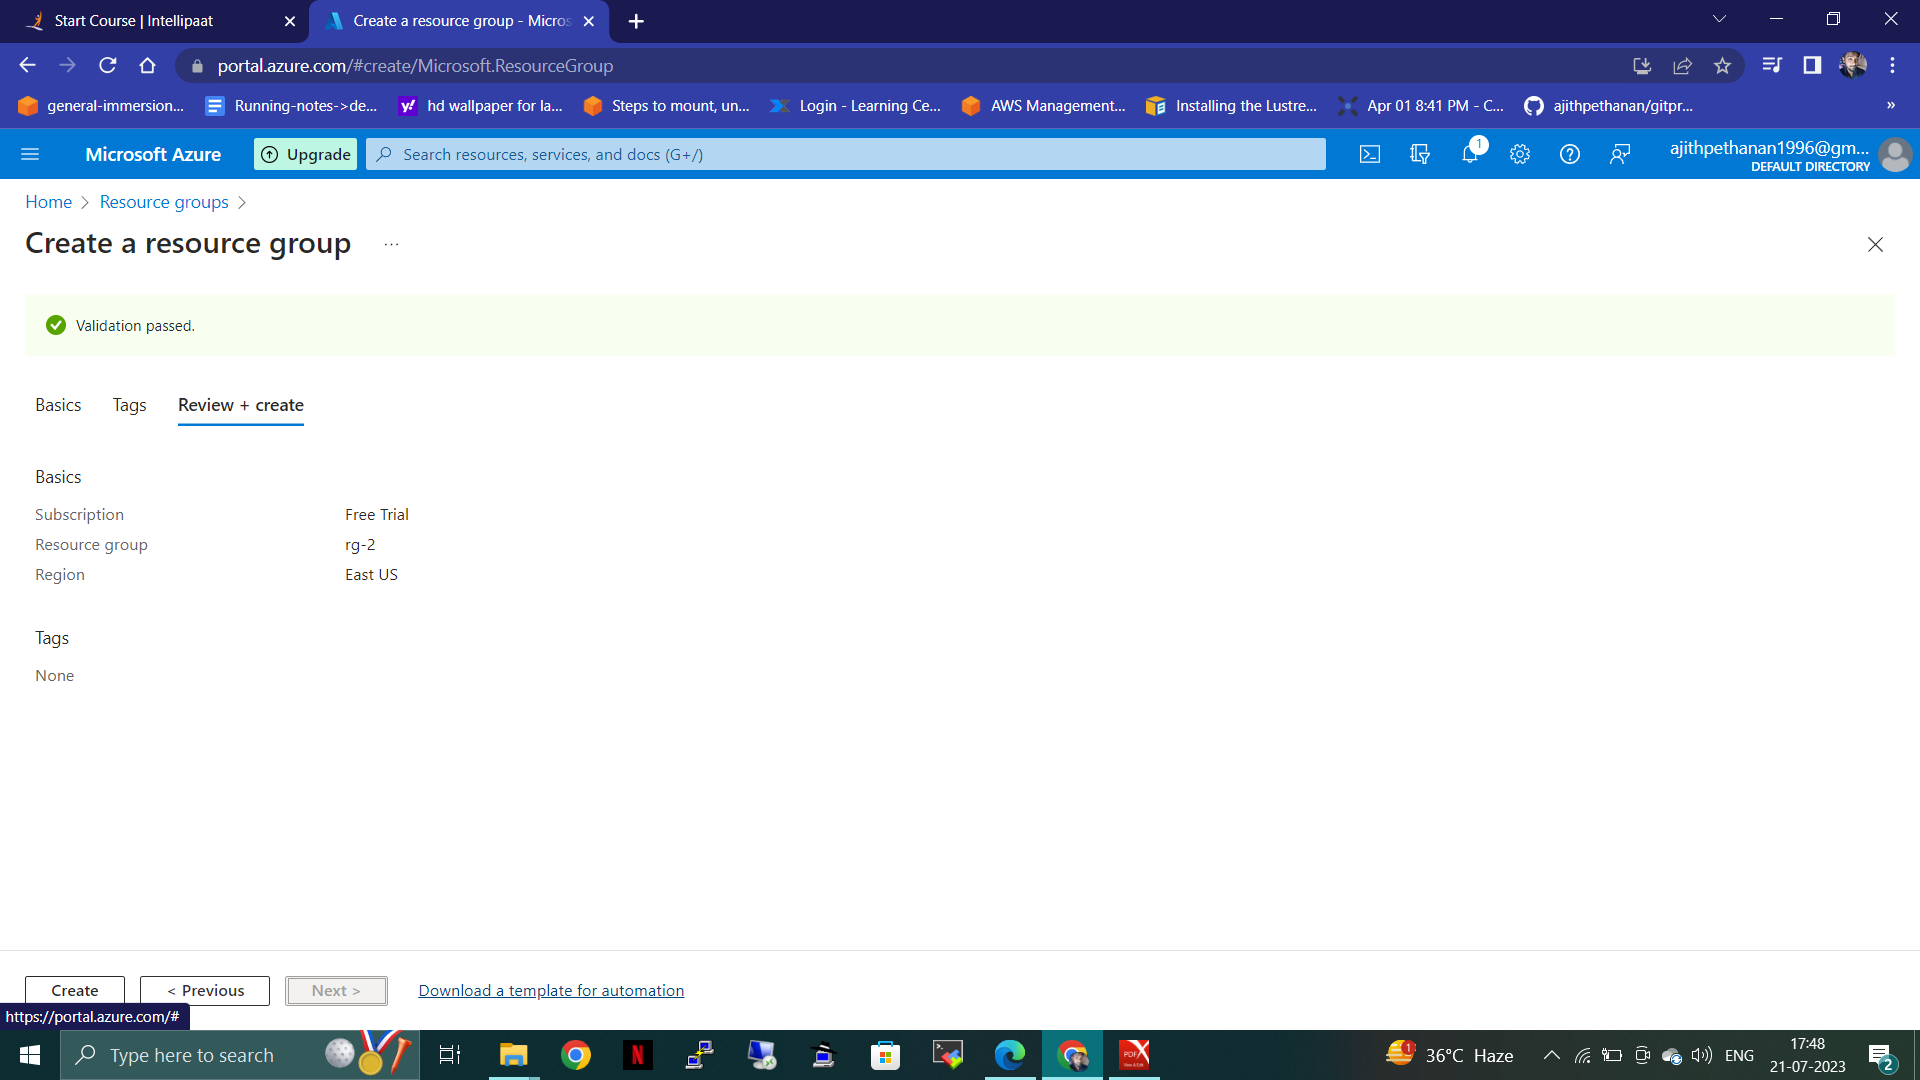 Start Course | Intellipaat
Create a resource group - Micros
portal.azure.com/#create/Microsoft.ResourceGroup
general-immersion...
Running-notes->de...
hd wallpaper for la...
Steps to mount, un...
Login - Learning Ce...
AWS Management...
Installing the Lustre...
Apr 01 8:41 PM - C...
ajithpethanan/gitpr...
»
Microsoft Azure
Upgrade
Search resources, services, and docs (G+/)
1
ajithpethanan1996@gm...
DEFAULT DIRECTORY
Home > Resource groups >
Create a resource group ...
Validation passed.
Basics Tags Review + create
Basics
Subscription Free Trial
Resource group rg-2
Region East US
Tags
None
Create < Previous Next > Download a template for automation
https://portal.azure.com/#
Type here to search
N
PDF
1
36°C Haze
ENG
17:48
21-07-2023
2